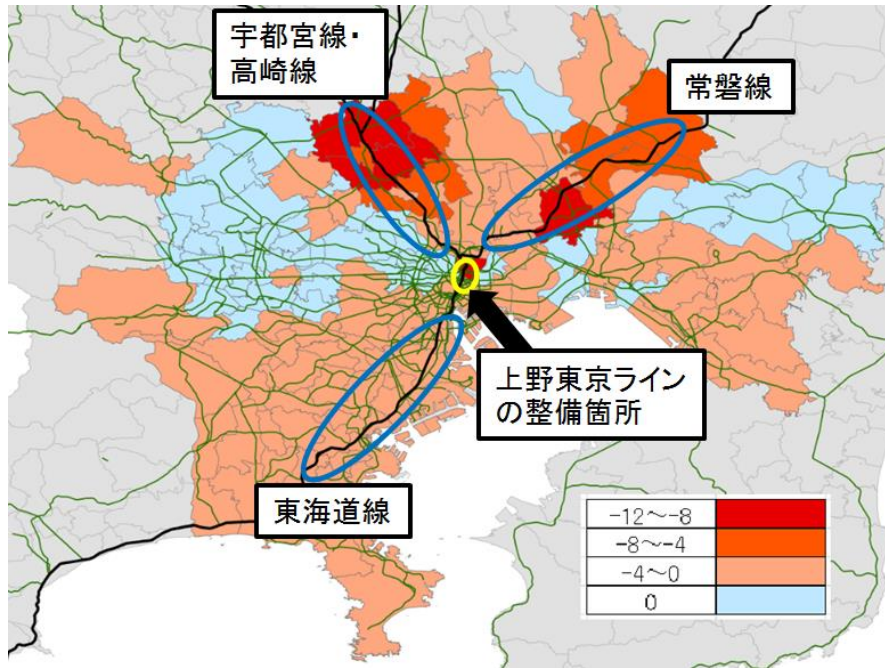 宇都宮線・
高崎線
常磐線
上野東京ライン
の整備箇所
東海道線
-12～-8
-8～-4
-4～0
0